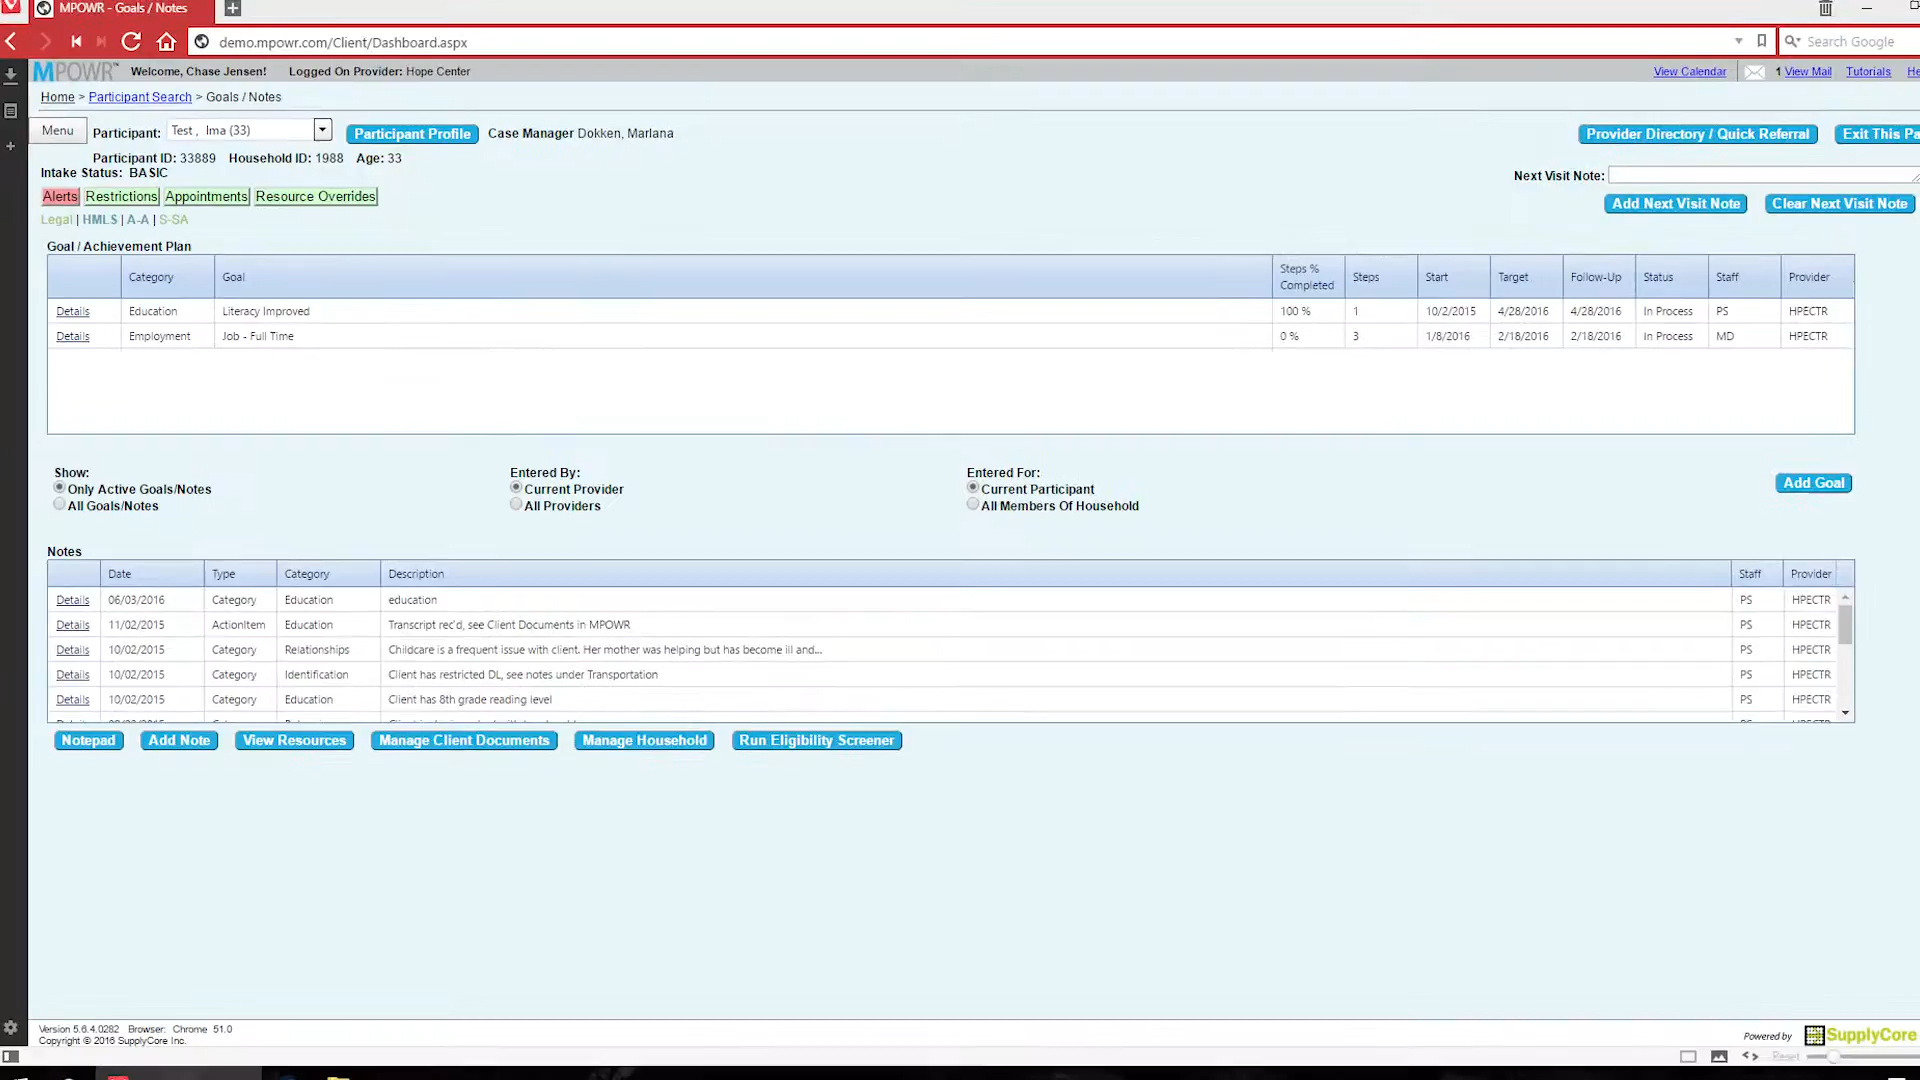 MPOWR - Goals / Notes
demo.mpowr.com/Client/Dashboard.aspx
Search Google
MPOWR™ Welcome, Chase Jensen! Logged On Provider: Hope Center View Calendar 1 View Mail Tutorials
Home > Participant Search > Goals / Notes
Menu Participant: Test , Ima (33) Participant Profile Case Manager Dokken, Marlana Provider Directory / Quick Referral Exit This Pa
Participant ID: 33889 Household ID: 1988 Age: 33
Intake Status: BASIC Next Visit Note:
Alerts Restrictions Appointments Resource Overrides Add Next Visit Note Clear Next Visit Note
Legal | HMLS | A-A | S-SA
Goal / Achievement Plan
Category Goal Steps % Completed Steps Start Target Follow-Up Status Staff Provider
Details Education Literacy Improved 100 % 1 10/2/2015 4/28/2016 4/28/2016 In Process PS HPECTR
Details Employment Job - Full Time 0 % 3 1/8/2016 2/18/2016 2/18/2016 In Process MD HPECTR
Show: Entered By: Entered For:
Only Active Goals/Notes Current Provider Current Participant Add Goal
All Goals/Notes All Providers All Members Of Household
Notes
Date Type Category Description Staff Provider
Details 06/03/2016 Category Education education PS HPECTR
Details 11/02/2015 ActionItem Education Transcript rec'd, see Client Documents in MPOWR PS HPECTR
Details 10/02/2015 Category Relationships Childcare is a frequent issue with client. Her mother was helping but has become ill and... PS HPECTR
Details 10/02/2015 Category Identification Client has restricted DL, see notes under Transportation PS HPECTR
Details 10/02/2015 Category Education Client has 8th grade reading level PS HPECTR
Notepad Add Note View Resources Manage Client Documents Manage Household Run Eligibility Screener
Version 5.6.4.0282 Browser: Chrome 51.0
Copyright © 2016 SupplyCore Inc.
Powered by SupplyCore
Reset